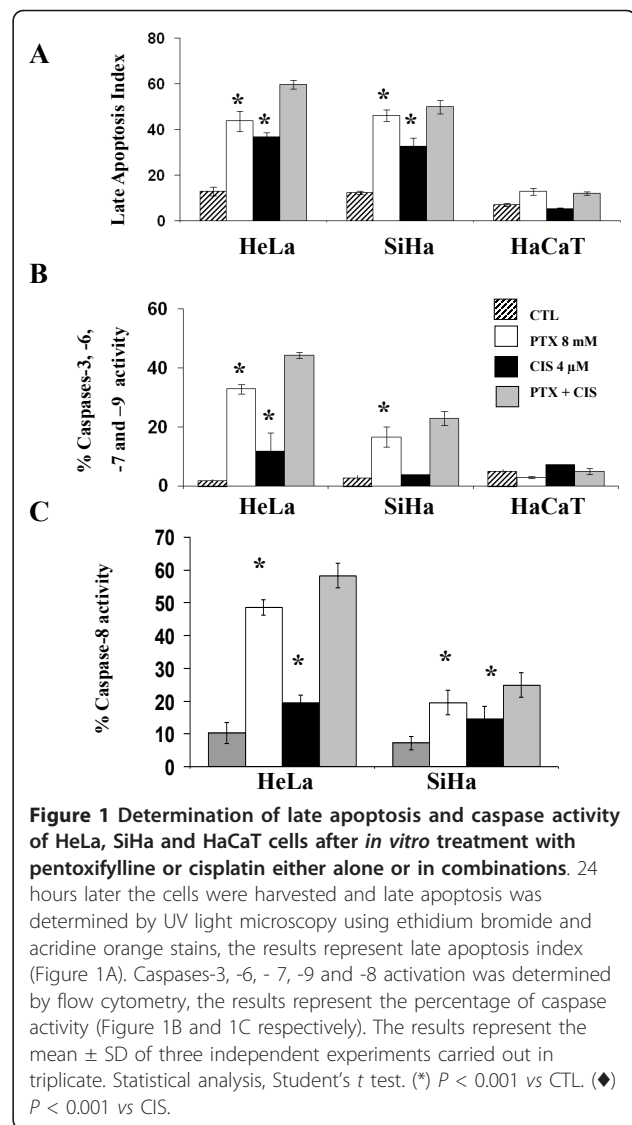 A
Late Apoptosis Index
80
60
40
20
0
* * * *
HeLa SiHa HaCaT
B
% Caspases-3, -6,
-7 and –9 activity
60
40
20
0
* * *
CTL
PTX 8 mM
CIS 4 µM
PTX + CIS
HeLa SiHa HaCaT
C
% Caspase-8 activity
70
60
50
40
30
20
10
0
* * * *
HeLa SiHa
Figure 1 Determination of late apoptosis and caspase activity
of HeLa, SiHa and HaCaT cells after in vitro treatment with
pentoxifylline or cisplatin either alone or in combinations. 24
hours later the cells were harvested and late apoptosis was
determined by UV light microscopy using ethidium bromide and
acridine orange stains, the results represent late apoptosis index
(Figure 1A). Caspases-3, -6, - 7, -9 and -8 activation was determined
by flow cytometry, the results represent the percentage of caspase
activity (Figure 1B and 1C respectively). The results represent the
mean ± SD of three independent experiments carried out in
triplicate. Statistical analysis, Student's t test. (*) P < 0.001 vs CTL. (♦)
P < 0.001 vs CIS.